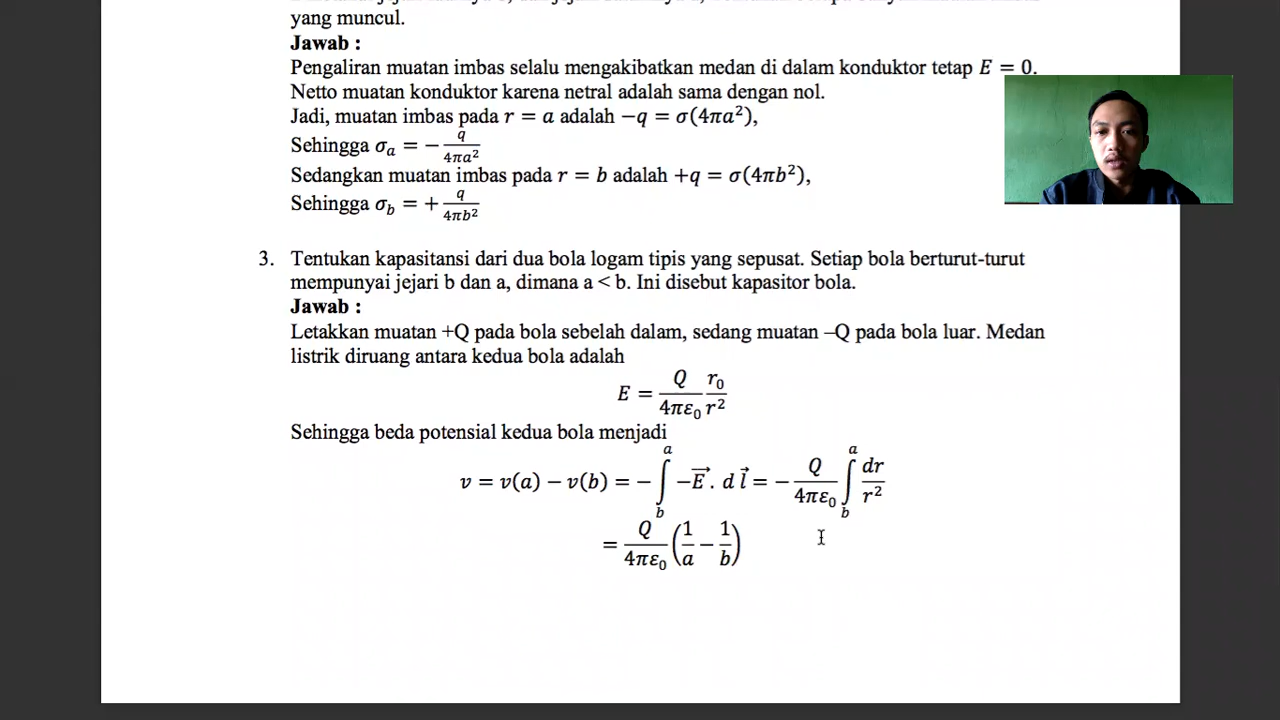 yang muncul.
Jawab :
Pengaliran muatan imbas selalu mengakibatkan medan di dalam konduktor tetap E = 0.
Netto muatan konduktor karena netral adalah sama dengan nol.
Jadi, muatan imbas pada r = a adalah −q = σ(4πa²),
Sehingga σₐ = − q/4πa²
Sedangkan muatan imbas pada r = b adalah +q = σ(4πb²),
Sehingga σ_b = + q/4πb²
3. Tentukan kapasitansi dari dua bola logam tipis yang sepusat. Setiap bola berturut-turut
mempunyai jejari b dan a, dimana a < b. Ini disebut kapasitor bola.
Jawab :
Letakkan muatan +Q pada bola sebelah dalam, sedang muatan –Q pada bola luar. Medan
listrik diruang antara kedua bola adalah
E = Q/4πε₀ r₀/r²
Sehingga beda potensial kedua bola menjadi
v = v(a) − v(b) = − ∫_b^a −E⃗ . d l⃗ = − Q/4πε₀ ∫_b^a dr/r²
= Q/4πε₀ (1/a − 1/b)